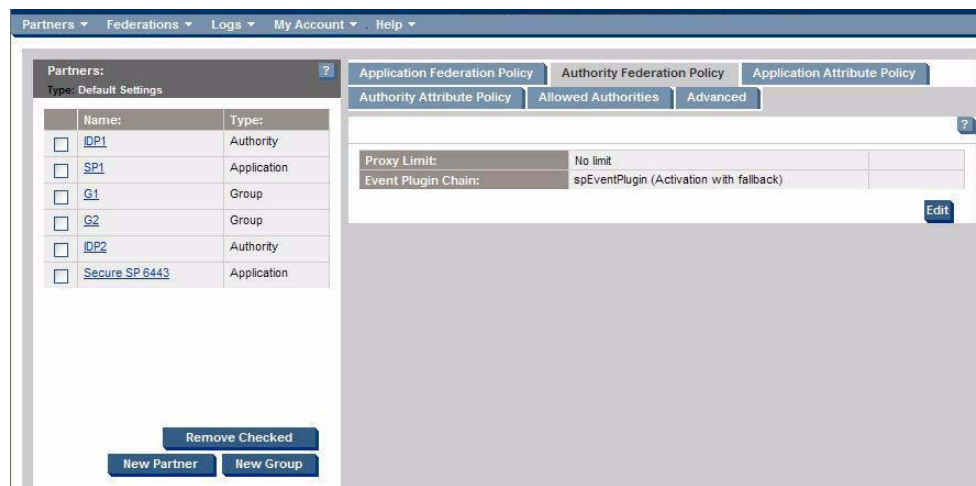 Partners Federations Logs My Account Help
Partners: ?
Type: Default Settings
Name: Type:
IDP1 Authority
SP1 Application
G1 Group
G2 Group
IDP2 Authority
Secure SP 6443 Application
Remove Checked
New Partner New Group
Application Federation Policy Authority Federation Policy Application Attribute Policy
Authority Attribute Policy Allowed Authorities Advanced
?
Proxy Limit: No limit
Event Plugin Chain: spEventPlugin (Activation with fallback)
Edit